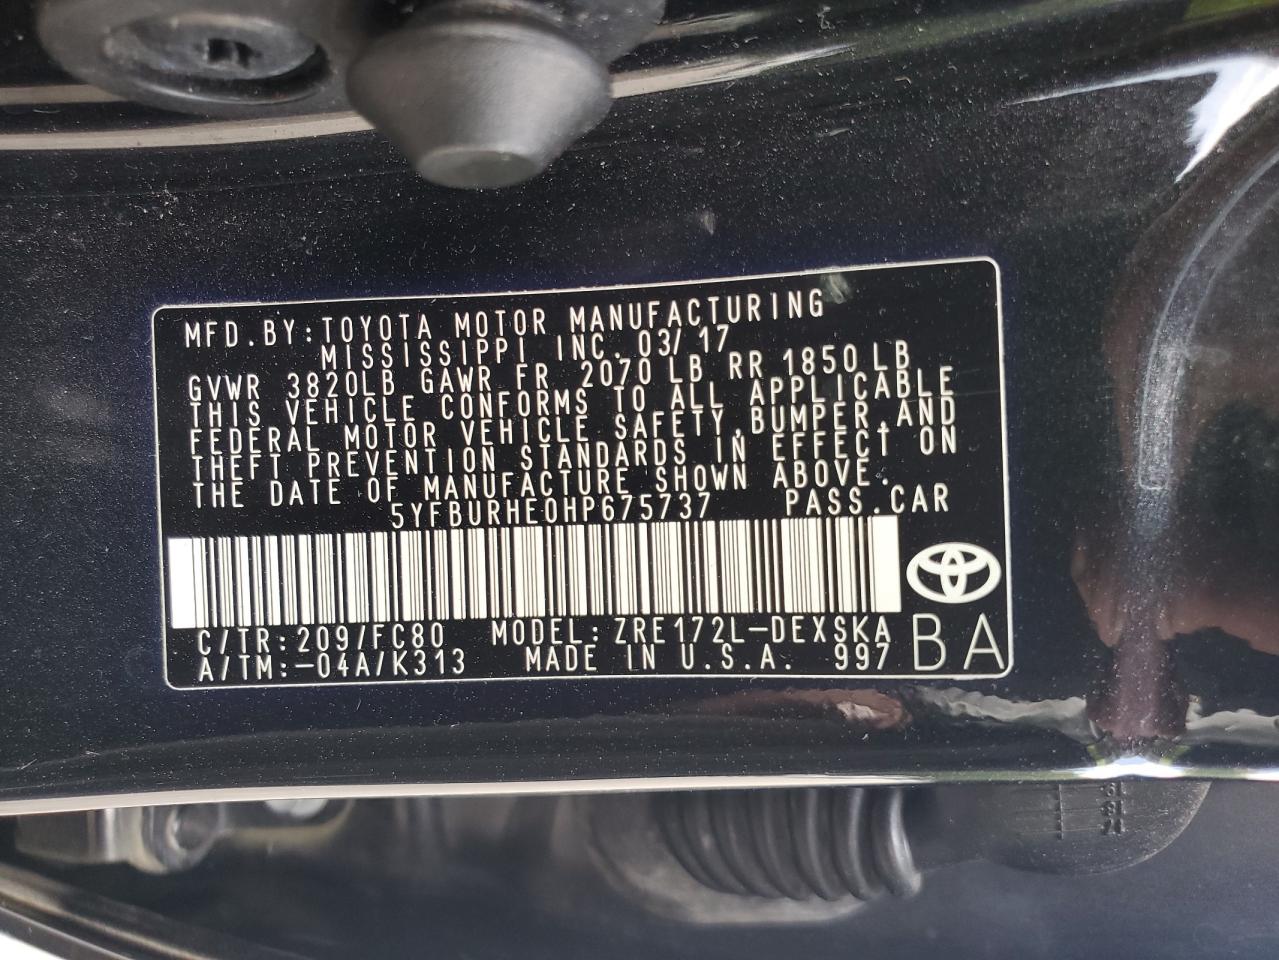 MFD.BY:TOYOTA MOTOR MANUFACTURING
MISSISSIPPI INC. 03/17
GVWR 3820LB GAWR FR 2070 LB RR 1850 LB
THIS VEHICLE CONFORMS TO ALL APPLICABLE
FEDERAL MOTOR VEHICLE SAFETY,BUMPER,AND
THEFT PREVENTION STANDARDS IN EFFECT ON
THE DATE OF MANUFACTURE SHOWN ABOVE.
5YFBURHE0HP675737 PASS.CAR
C/TR:209/FC80 MODEL:ZRE172L-DEXSKA
A/TM:-04A/K313 MADE IN U.S.A. 997
BA